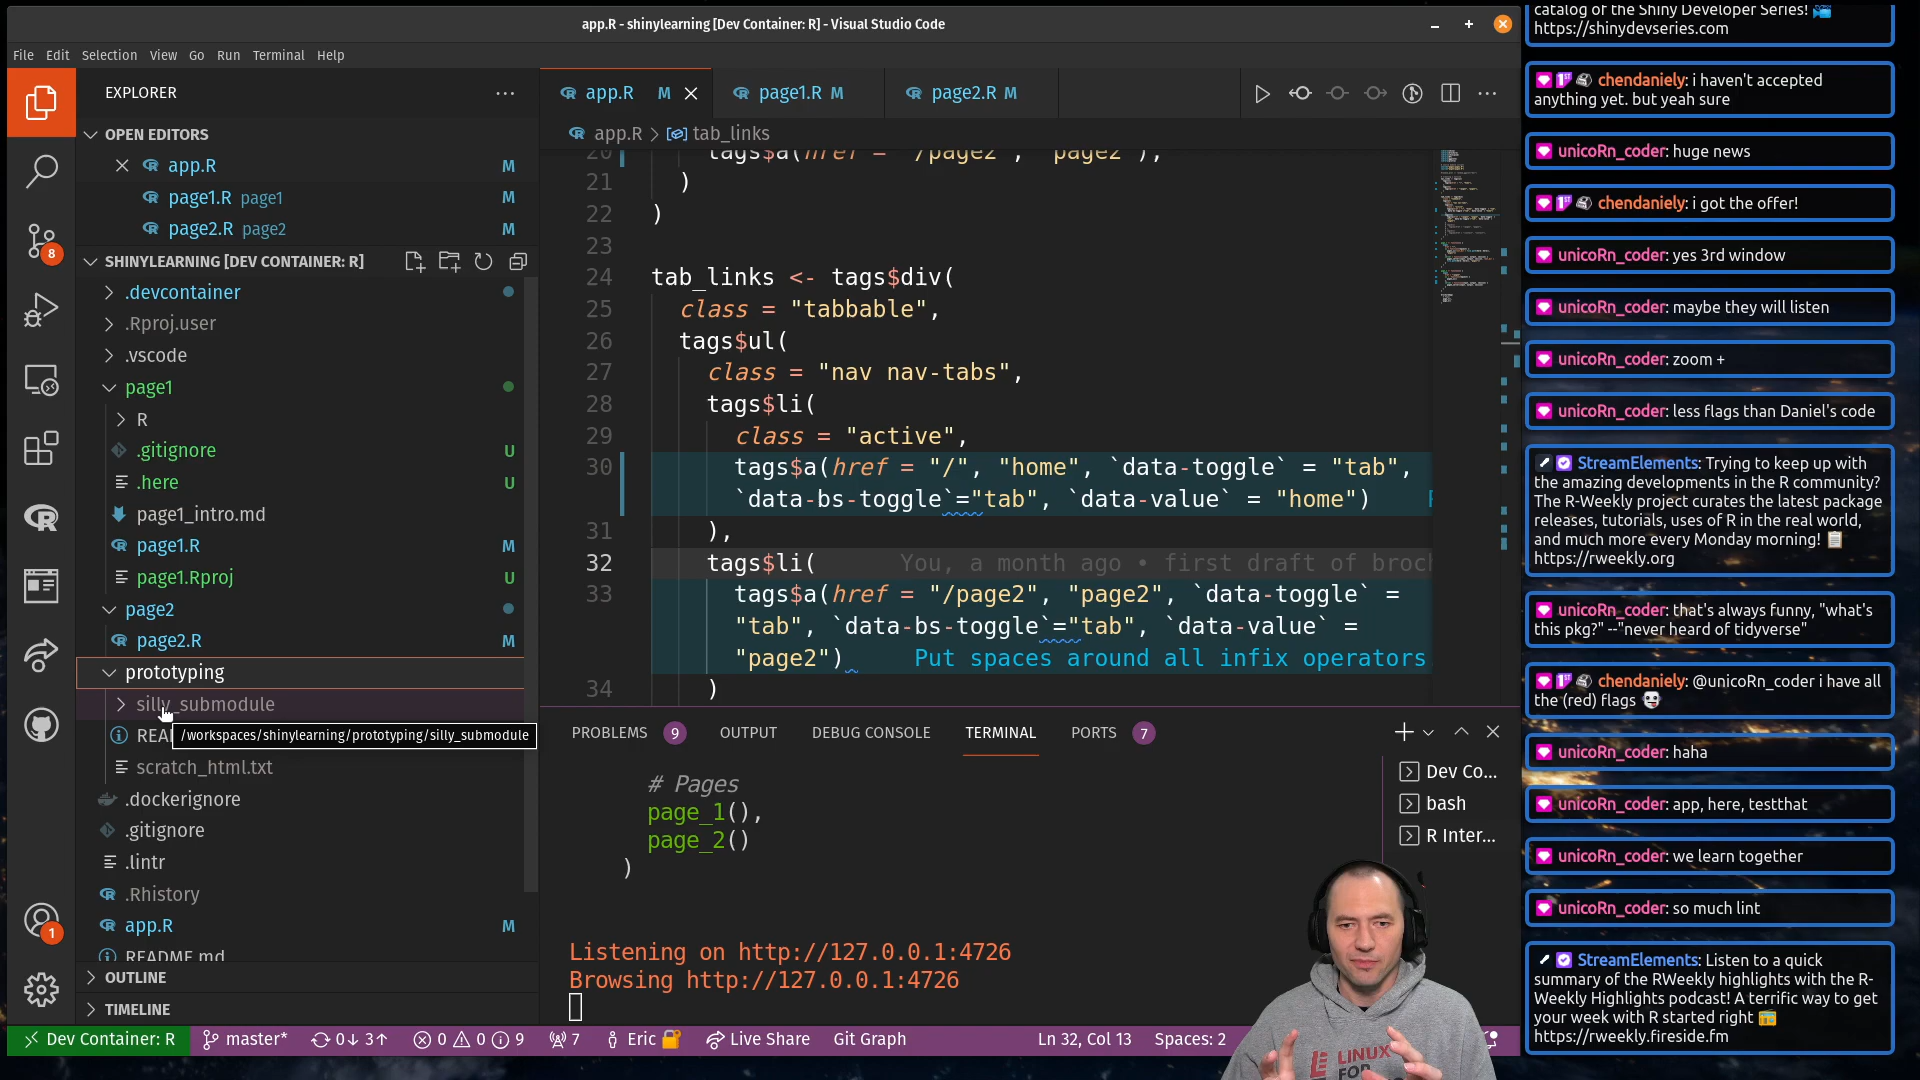 app.R - shinylearning [Dev Container: R] - Visual Studio Code
File Edit Selection View Go Run Terminal Help
EXPLORER
OPEN EDITORS
app.R M
page1.R page1 M
page2.R page2 M
SHINYLEARNING [DEV CONTAINER: R]
.devcontainer
.Rproj.user
.vscode
page1
R
.gitignore U
.here U
page1_intro.md
page1.R M
page1.Rproj U
page2
page2.R M
prototyping
silly_submodule
/workspaces/shinylearning/prototyping/silly_submodule
scratch_html.txt
.dockerignore
.gitignore
.lintr
.Rhistory
app.R M
README.md
OUTLINE
TIMELINE
8
1
app.R M
page1.R M
page2.R M
app.R > tab_links
20 tags$a(href = "/page2", "page2"),
21 )
22 )
23
24 tab_links <- tags$div(
25 class = "tabbable",
26 tags$ul(
27 class = "nav nav-tabs",
28 tags$li(
29 class = "active",
30 tags$a(href = "/", "home", `data-toggle` = "tab",
`data-bs-toggle`="tab", `data-value` = "home")
31 ),
32 tags$li( You, a month ago • first draft of broch
33 tags$a(href = "/page2", "page2", `data-toggle` =
"tab", `data-bs-toggle`="tab", `data-value` =
"page2") Put spaces around all infix operators
34 )
PROBLEMS 9 OUTPUT DEBUG CONSOLE TERMINAL PORTS 7
# Pages
page_1(),
page_2()
)
Listening on http://127.0.0.1:4726
Browsing http://127.0.0.1:4726
Dev Co...
bash
R Inter...
LINUX
FOR
Dev Container: R master* 0↓ 3↑ 0 0 9 7 Eric Live Share Git Graph Ln 32, Col 13 Spaces: 2
catalog of the Shiny Developer Series!
https://shinydevseries.com
chendaniely: i haven't accepted
anything yet. but yeah sure
unicoRn_coder: huge news
chendaniely: i got the offer!
unicoRn_coder: yes 3rd window
unicoRn_coder: maybe they will listen
unicoRn_coder: zoom +
unicoRn_coder: less flags than Daniel's code
StreamElements: Trying to keep up with
the amazing developments in the R community?
The R-Weekly project curates the latest package
releases, tutorials, uses of R in the real world,
and much more every Monday morning!
https://rweekly.org
unicoRn_coder: that's always funny, "what's
this pkg?" --"never heard of tidyverse"
chendaniely: @unicoRn_coder i have all
the (red) flags
unicoRn_coder: haha
unicoRn_coder: app, here, testthat
unicoRn_coder: we learn together
unicoRn_coder: so much lint
StreamElements: Listen to a quick
summary of the RWeekly highlights with the R-
Weekly Highlights podcast! A terrific way to get
your week with R started right
https://rweekly.fireside.fm